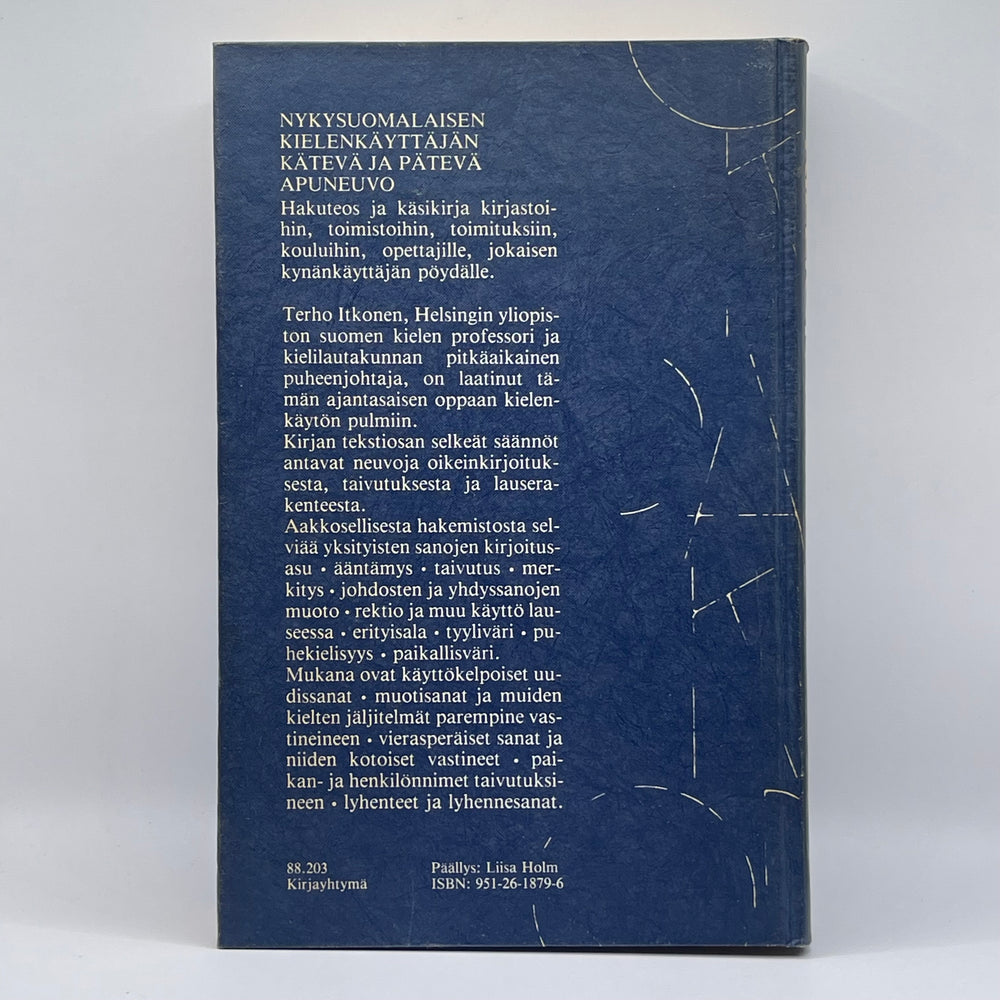 NYKYSUOMALAISEN
KIELENKÄYTTÄJÄN
KÄTEVÄ JA PÄTEVÄ
APUNEUVO
Hakuteos ja käsikirja kirjastoi-
hin, toimistoihin, toimituksiin,
kouluihin, opettajille, jokaisen
kynänkäyttäjän pöydälle.
Terho Itkonen, Helsingin yliopis-
ton suomen kielen professori ja
kielilautakunnan pitkäaikainen
puheenjohtaja, on laatinut tä-
män ajantasaisen oppaan kielen-
käytön pulmiin.
Kirjan tekstiosan selkeät säännöt
antavat neuvoja oikeinkirjoituk-
sesta, taivutuksesta ja lausera-
kenteesta.
Aakkosellisesta hakemistosta sel-
viää yksityisten sanojen kirjoitus-
asu • ääntämys • taivutus • mer-
kitys • johdosten ja yhdyssanojen
muoto • rektio ja muu käyttö lau-
seessa • erityisala • tyyliväri • pu-
hekielisyys • paikallisväri.
Mukana ovat käyttökelpoiset uu-
dissanat • muotisanat ja muiden
kielten jäljitelmät parempine vas-
tineineen • vierasperäiset sanat ja
niiden kotoiset vastineet • pai-
kan- ja henkilönnimet taivutuksi-
neen • lyhenteet ja lyhennesanat.
88.203 Päällys: Liisa Holm
Kirjayhtymä ISBN: 951-26-1879-6